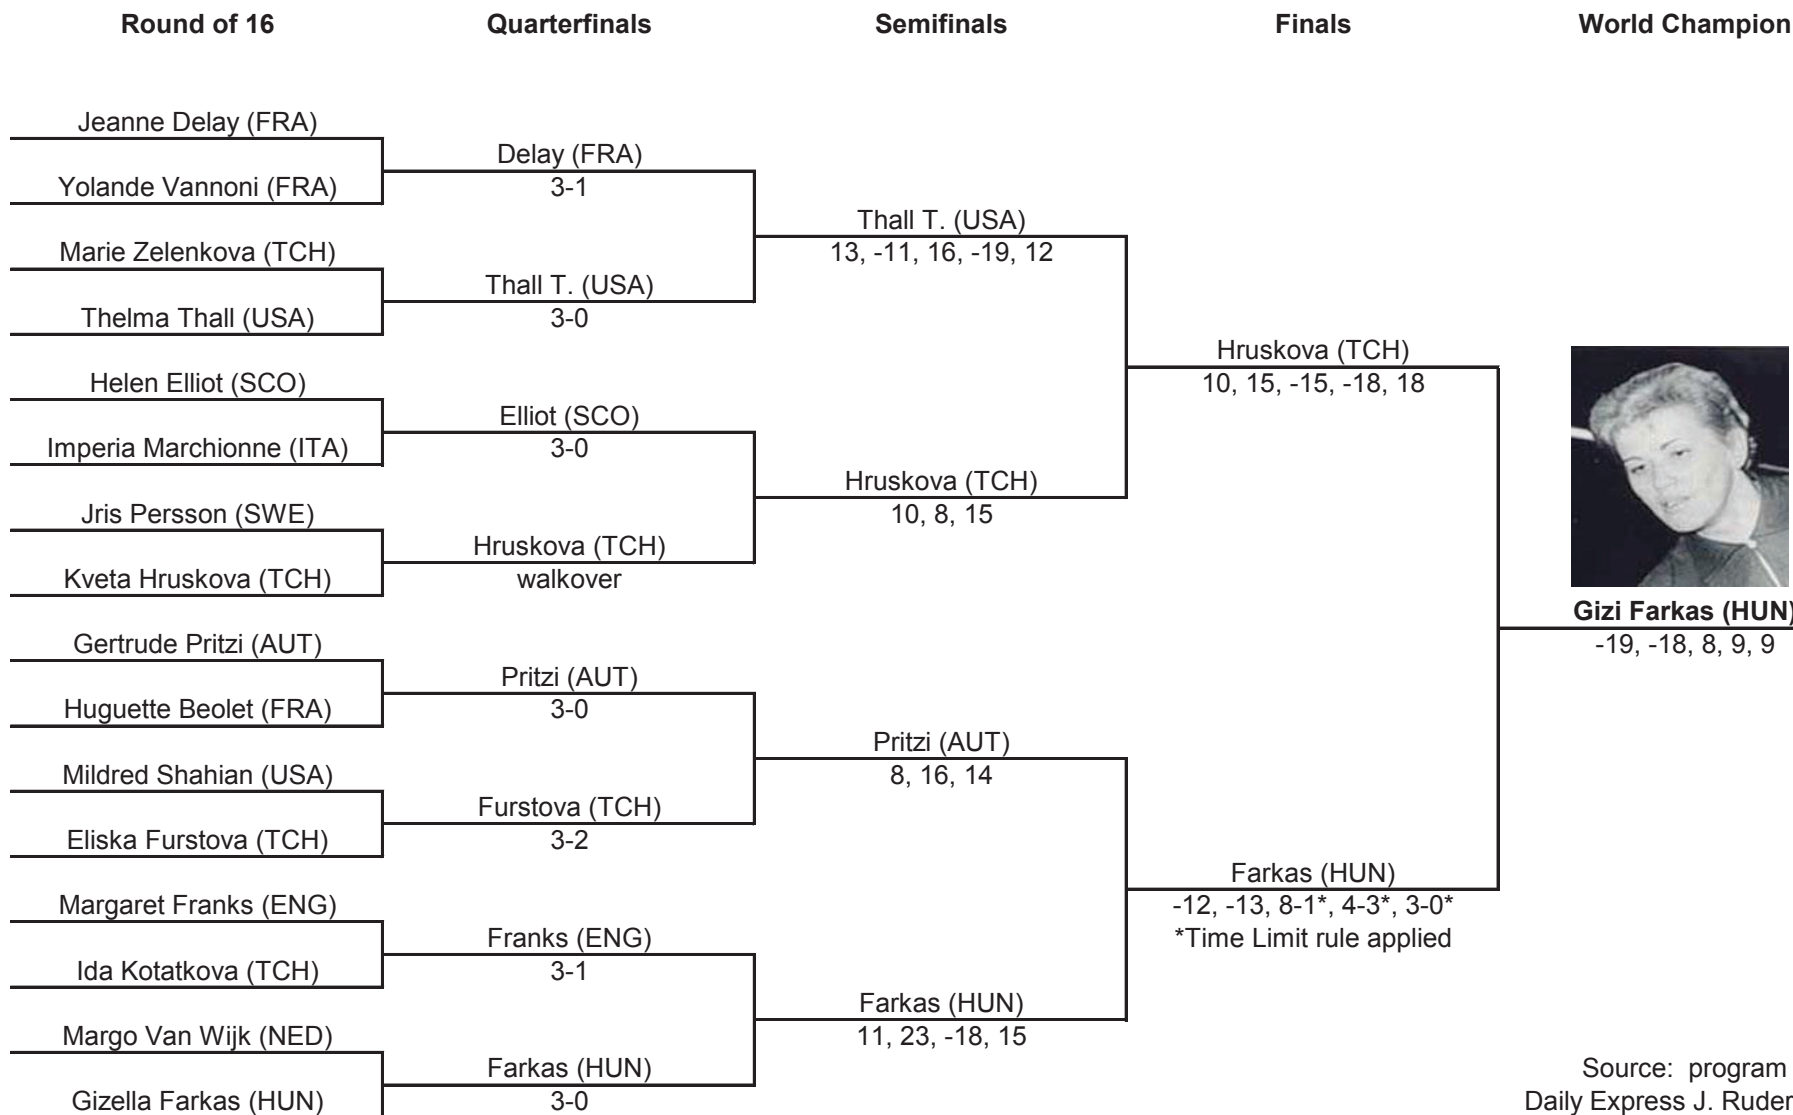 Round of 16
Quarterfinals
Semifinals
Finals
World Champion
Jeanne Delay (FRA)
Yolande Vannoni (FRA)
Marie Zelenkova (TCH)
Thelma Thall (USA)
Helen Elliot (SCO)
Imperia Marchionne (ITA)
Jris Persson (SWE)
Kveta Hruskova (TCH)
Gertrude Pritzi (AUT)
Huguette Beolet (FRA)
Mildred Shahian (USA)
Eliska Furstova (TCH)
Margaret Franks (ENG)
Ida Kotatkova (TCH)
Margo Van Wijk (NED)
Gizella Farkas (HUN)
Delay (FRA)
3-1
Thall T. (USA)
3-0
Elliot (SCO)
3-0
Hruskova (TCH)
walkover
Pritzi (AUT)
3-0
Furstova (TCH)
3-2
Franks (ENG)
3-1
Farkas (HUN)
3-0
Thall T. (USA)
13, -11, 16, -19, 12
Hruskova (TCH)
10, 8, 15
Pritzi (AUT)
8, 16, 14
Farkas (HUN)
11, 23, -18, 15
Hruskova (TCH)
10, 15, -15, -18, 18
Farkas (HUN)
-12, -13, 8-1*, 4-3*, 3-0*
*Time Limit rule applied
Gizi Farkas (HUN)
-19, -18, 8, 9, 9
Source: program
Daily Express J. Ruder